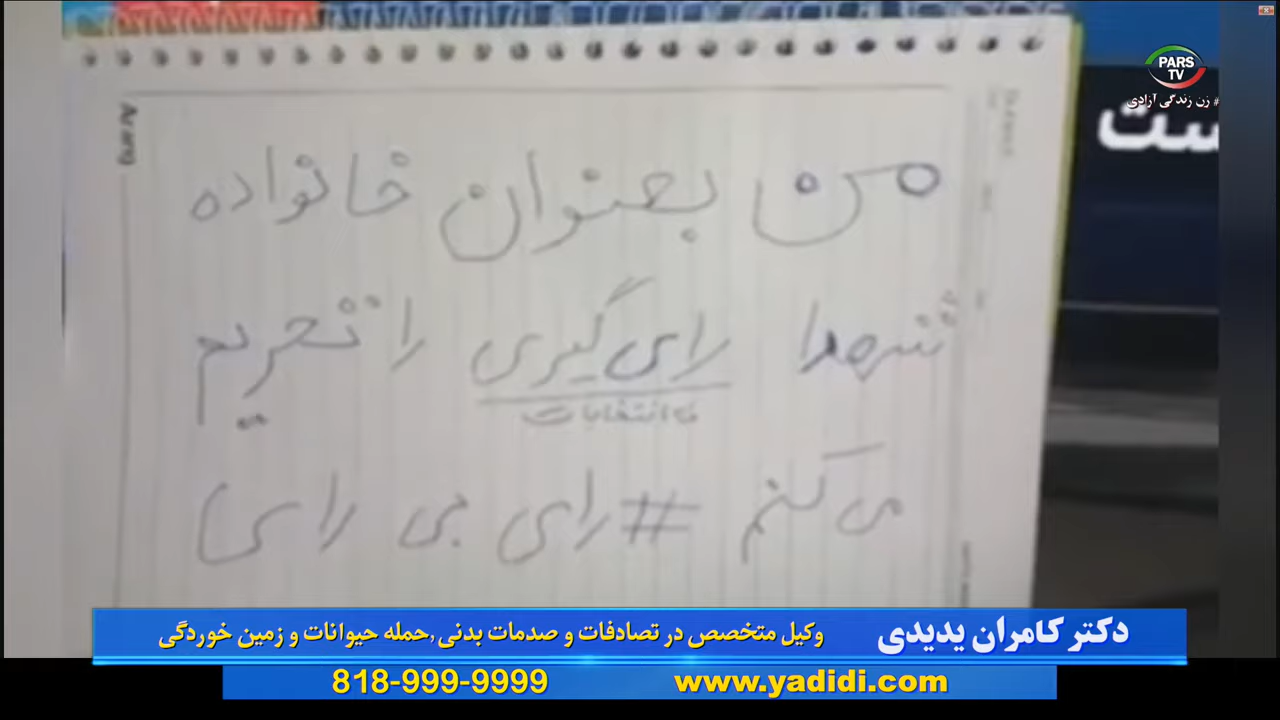 PARS
TV
# زن زندگی آزادی
ست
Arang
من بعنوان خانواده
شهدا رای گیری را تحریم
انتخابات
می کنم #رای بی رای
دکتر کامران یدیدی
وکیل متخصص در تصادفات و صدمات بدنی,حمله حیوانات و زمین خوردگی
818-999-9999
www.yadidi.com